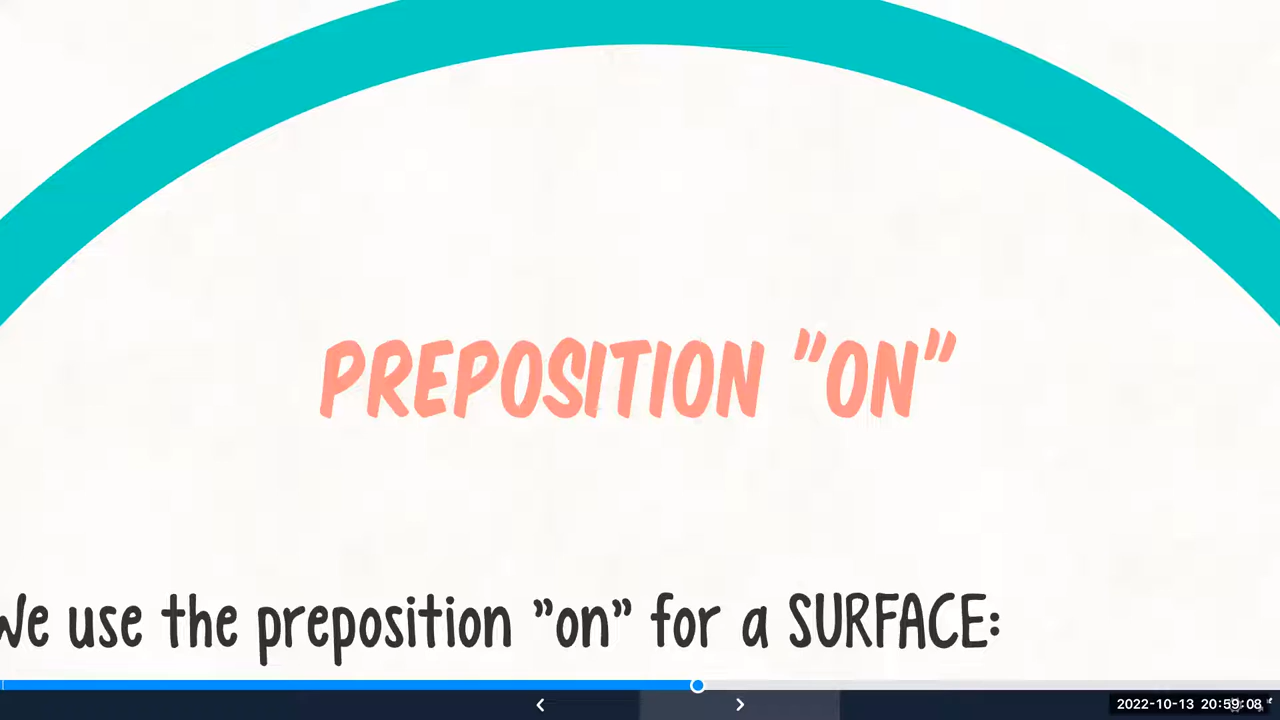 PREPOSITION "ON"
We use the preposition "on" for a SURFACE:
2022-10-13 20:59:08